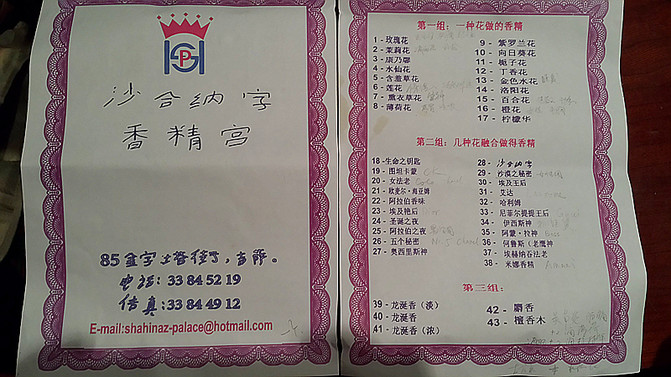 沙合纳字
香精宫
85金字塔街, 吉萨.
电话: 33 84 52 19
传真: 33 84 49 12
E-mail:shahinaz-palace@hotmail.com
第一组: 一种花做的香精
1 - 玫瑰花
2 - 茉莉花
3 - 康乃馨
4 - 水仙花
5 - 含羞草花
6 - 莲花
7 - 薰衣草花
8 - 薄荷花
9 - 紫罗兰花
10 - 向日葵花
11 - 栀子花
12 - 丁香花
13 - 金色水花
14 - 洛阳花
15 - 百合花
16 - 橙花
17 - 柠檬华
第二组: 几种花融合做得香精
18 - 生命之钥匙
19 - 图坦卡蒙
20 - 女法老
21 - 欧麦尔·海亚姆
22 - 阿拉伯香味
23 - 埃及艳后
24 - 圣诞之夜
25 - 阿拉伯之夜
26 - 五个秘密
27 - 奥西里斯神
28 - 沙合纳字
29 - 沙漠之秘密
30 - 埃及王后
31 - 艾达
32 - 哈利姆
33 - 尼菲尔提提王后
34 - 伊西斯神
35 - 阿蒙·拉神
36 - 阿鲁斯（老鹰神
37 - 埃赫纳吞法老
38 - 米娜香精
第三组:
39 - 龙涎香（淡）
40 - 龙涎香
41 - 龙涎香（浓）
42 - 麝香
43 - 檀香木